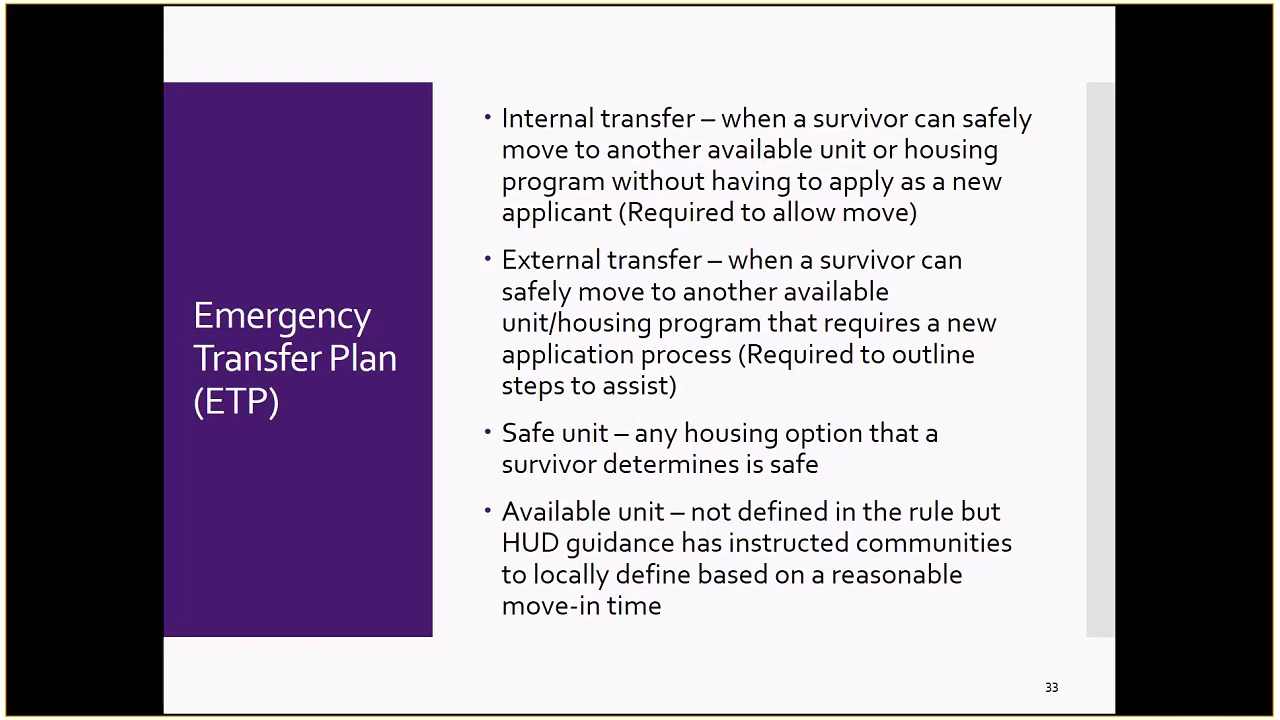 Emergency
Transfer Plan
(ETP)
• Internal transfer – when a survivor can safely
move to another available unit or housing
program without having to apply as a new
applicant (Required to allow move)
• External transfer – when a survivor can
safely move to another available
unit/housing program that requires a new
application process (Required to outline
steps to assist)
• Safe unit – any housing option that a
survivor determines is safe
• Available unit – not defined in the rule but
HUD guidance has instructed communities
to locally define based on a reasonable
move-in time
33